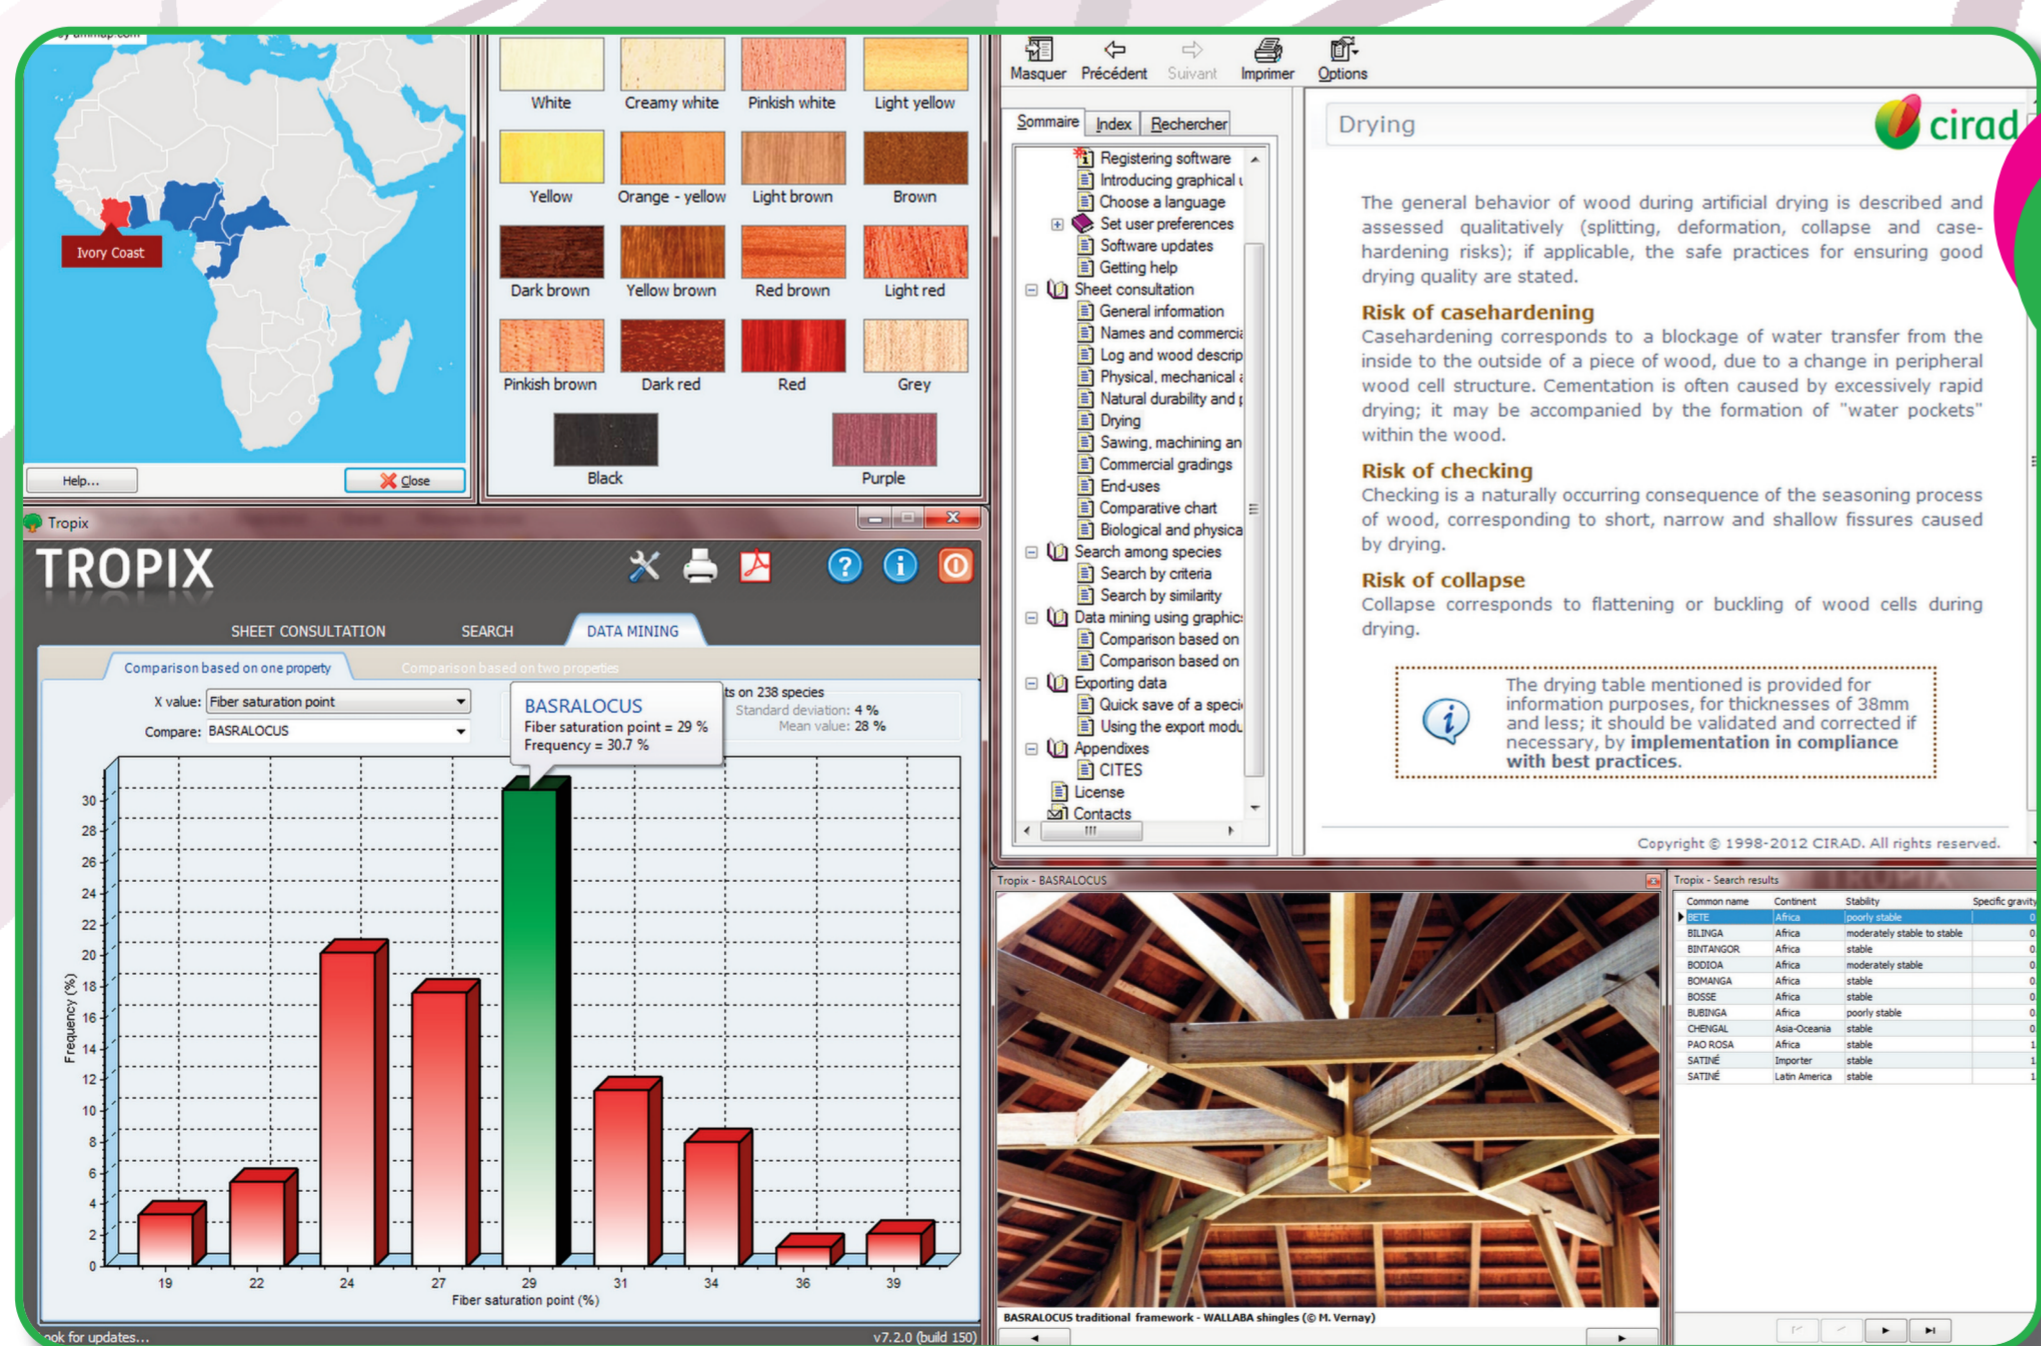 by ammap.com
Ivory Coast
Help...
Close
White
Creamy white
Pinkish white
Light yellow
Yellow
Orange - yellow
Light brown
Brown
Dark brown
Yellow brown
Red brown
Light red
Pinkish brown
Dark red
Red
Grey
Black
Purple
Masquer
Précédent
Suivant
Imprimer
Options
Sommaire
Index
Rechercher
Registering software
Introducing graphical u
Choose a language
Set user preferences
Software updates
Getting help
Sheet consultation
General information
Names and commercia
Log and wood descrip
Physical, mechanical a
Natural durability and p
Drying
Sawing, machining an
Commercial gradings
End-uses
Comparative chart
Biological and physica
Search among species
Search by criteria
Search by similarity
Data mining using graphic
Comparison based on
Comparison based on
Exporting data
Quick save of a speci
Using the export modu
Appendixes
CITES
License
Contacts
Drying
cirad
The general behavior of wood during artificial drying is described and
assessed qualitatively (splitting, deformation, collapse and case-
hardening risks); if applicable, the safe practices for ensuring good
drying quality are stated.
Risk of casehardening
Casehardening corresponds to a blockage of water transfer from the
inside to the outside of a piece of wood, due to a change in peripheral
wood cell structure. Cementation is often caused by excessively rapid
drying; it may be accompanied by the formation of "water pockets"
within the wood.
Risk of checking
Checking is a naturally occurring consequence of the seasoning process
of wood, corresponding to short, narrow and shallow fissures caused
by drying.
Risk of collapse
Collapse corresponds to flattening or buckling of wood cells during
drying.
The drying table mentioned is provided for
information purposes, for thicknesses of 38mm
and less; it should be validated and corrected if
necessary, by implementation in compliance
with best practices.
Copyright © 1998-2012 CIRAD. All rights reserved.
Tropix
TROPIX
SHEET CONSULTATION
SEARCH
DATA MINING
Comparison based on one property
Comparison based on two properties
X value: Fiber saturation point
Compare: BASRALOCUS
ts on 238 species
Standard deviation: 4 %
Mean value: 28 %
BASRALOCUS
Fiber saturation point = 29 %
Frequency = 30.7 %
Frequency (%)
30
28
26
24
22
20
18
16
14
12
10
8
6
4
2
0
19 22 24 27 29 31 34 36 39
Fiber saturation point (%)
ook for updates...
v7.2.0 (build 150)
Tropix - BASRALOCUS
BASRALOCUS traditional framework - WALLABA shingles (© M. Vernay)
Tropix - Search results
Common name Continent Stability Specific gravity
BETE Africa poorly stable 0.
BILINGA Africa moderately stable to stable 0.
BINTANGOR Africa stable 0.
BODIOA Africa moderately stable 0.
BOMANGA Africa stable 0.
BOSSE Africa stable 0.
BUBINGA Africa poorly stable 0.
CHENGAL Asia-Oceania stable 0.
PAO ROSA Africa stable 1.
SATINÉ Importer stable 1.
SATINÉ Latin America stable 1.